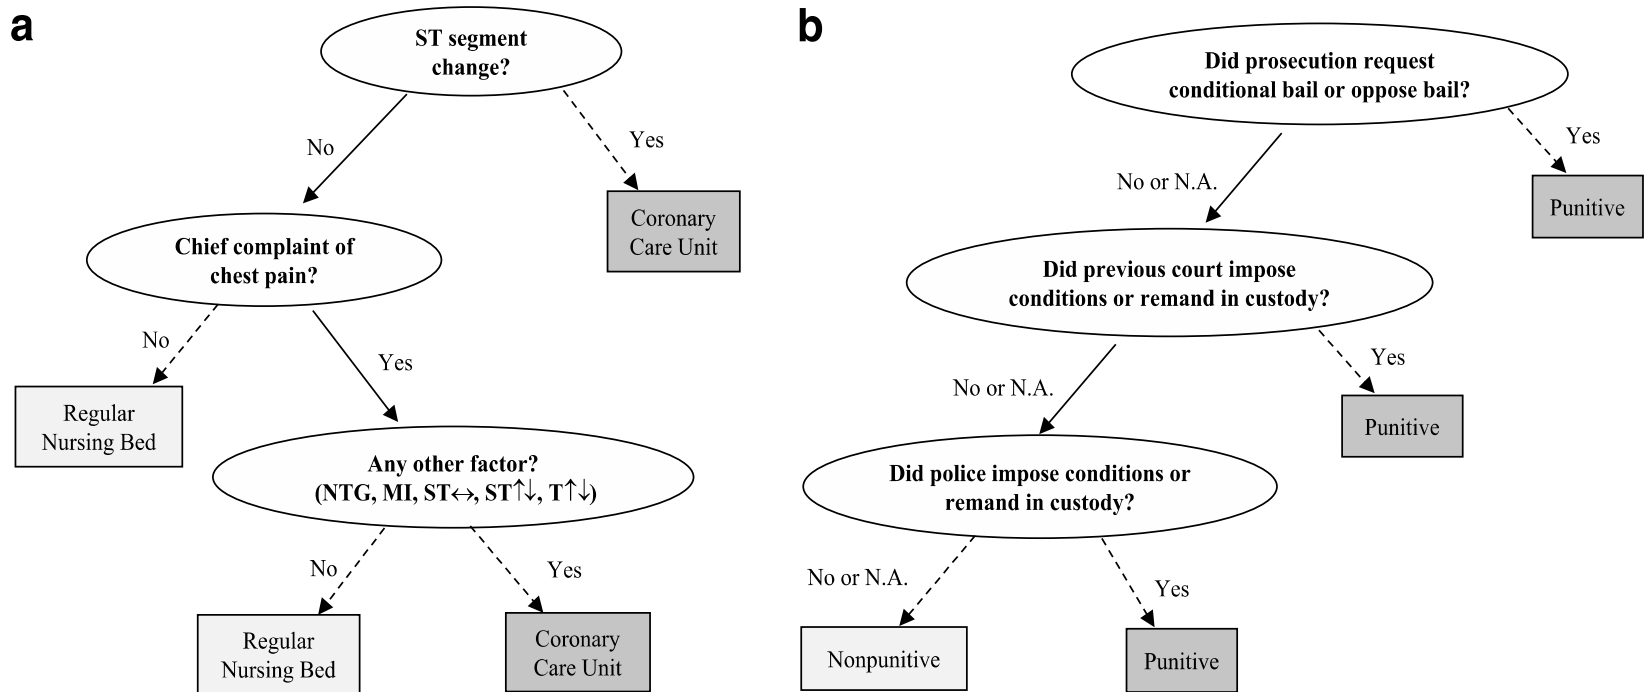 a
ST segment
change?
No
Yes
Coronary
Care Unit
Chief complaint of
chest pain?
No
Yes
Regular
Nursing Bed
Any other factor?
(NTG, MI, ST↔, ST↑↓, T↑↓)
No
Yes
Regular
Nursing Bed
Coronary
Care Unit
b
Did prosecution request
conditional bail or oppose bail?
No or N.A.
Yes
Punitive
Did previous court impose
conditions or remand in custody?
No or N.A.
Yes
Punitive
Did police impose conditions or
remand in custody?
No or N.A.
Yes
Nonpunitive
Punitive